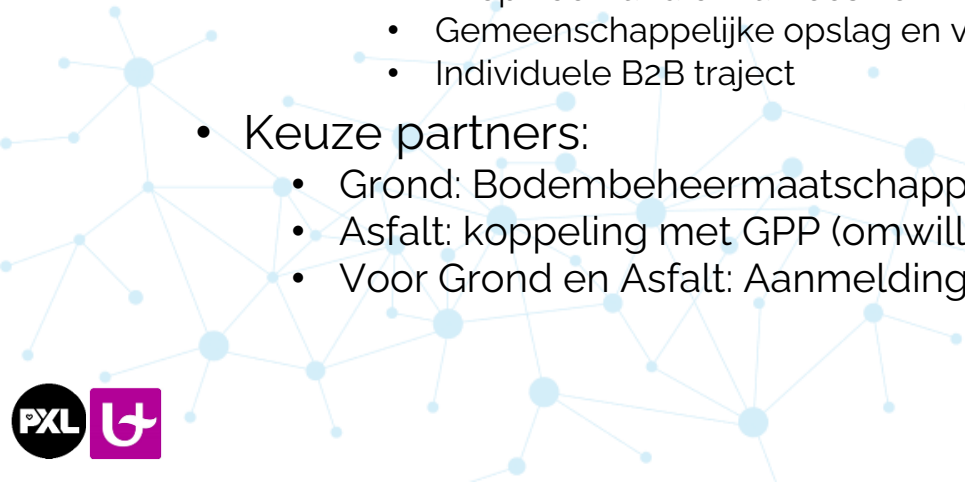 • Gemeenschappelijke opslag en v
• Individuele B2B traject
• Keuze partners:
• Grond: Bodembeheermaatschapp
• Asfalt: koppeling met GPP (omwill
• Voor Grond en Asfalt: Aanmelding
PXL